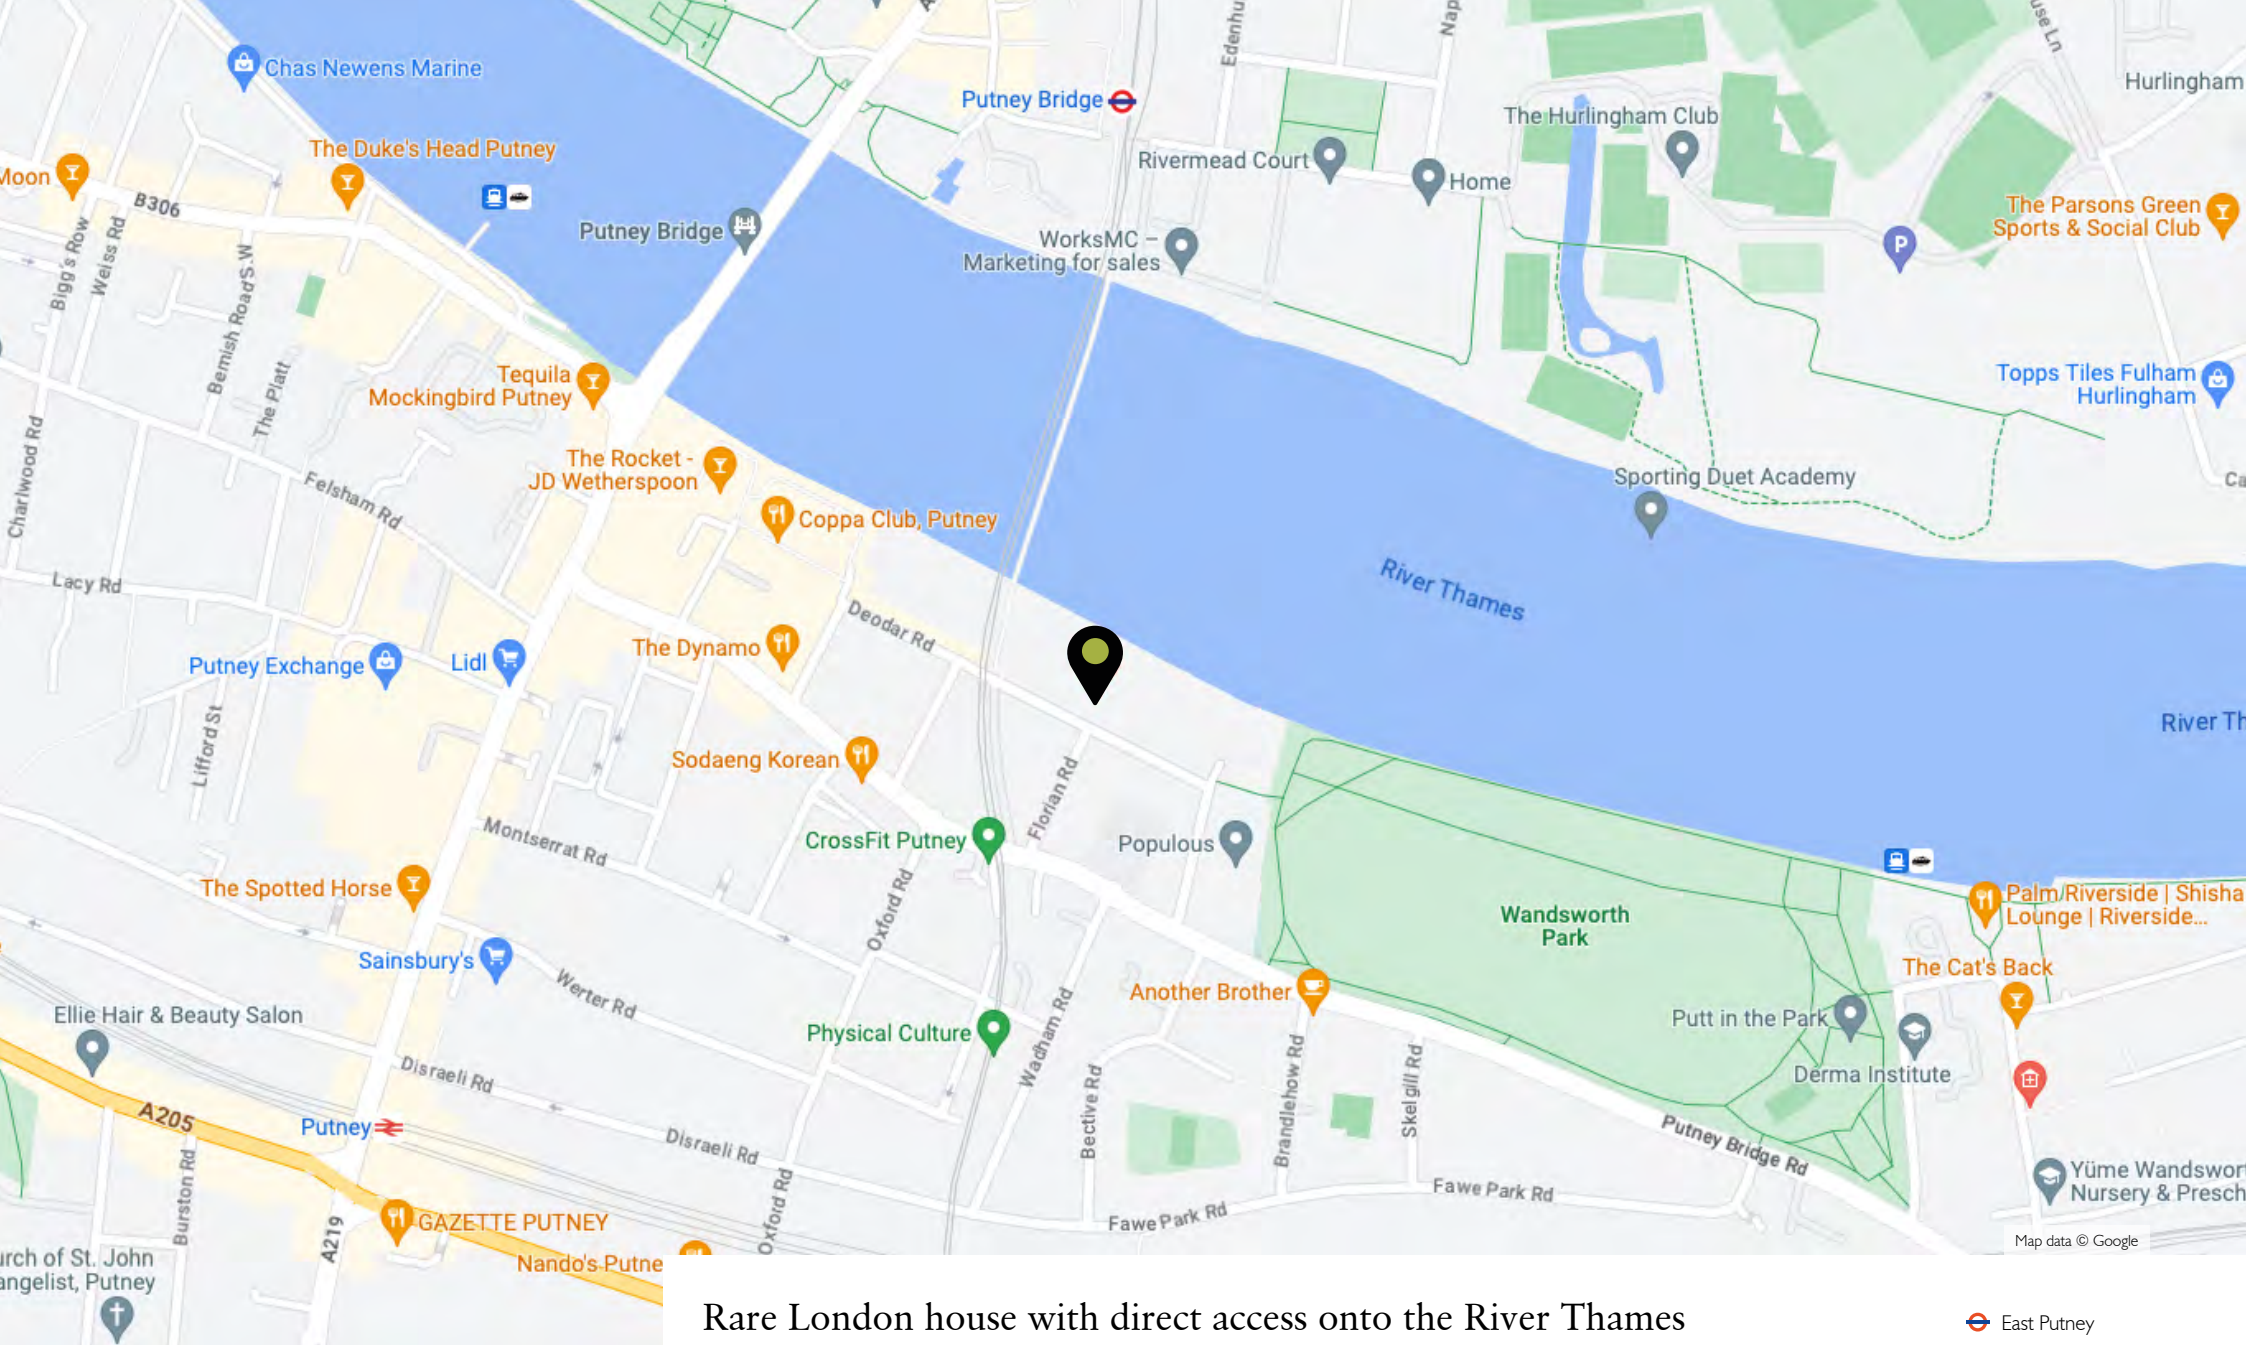 Chas Newens Marine
Putney Bridge
Edenhu
Nap
use Ln
Hurlingham
The Hurlingham Club
The Duke's Head Putney
Rivermead Court
Home
Moon
B306
Bigg's Row
Weiss Rd
Bemish Road
S.W
The Platt
Putney Bridge
WorksMC –
Marketing for sales
The Parsons Green
Sports & Social Club
P
Tequila
Mockingbird Putney
Topps Tiles Fulham
Hurlingham
Charlwood Rd
Felsham Rd
The Rocket -
JD Wetherspoon
Coppa Club, Putney
Sporting Duet Academy
Ca
River Thames
Lacy Rd
Deodar Rd
The Dynamo
Putney Exchange
Lidl
Lifford St
River Th
Sodaeng Korean
Florian Rd
Montserrat Rd
CrossFit Putney
Populous
The Spotted Horse
Oxford Rd
Palm/Riverside | Shisha
Lounge | Riverside...
Wandsworth
Park
Sainsbury's
Werter Rd
The Cat's Back
Another Brother
Ellie Hair & Beauty Salon
Physical Culture
Wadham Rd
Putt in the Park
Derma Institute
Disraeli Rd
Bective Rd
Brandlehow Rd
Skelgill Rd
A205
Putney
Disraeli Rd
Putney Bridge Rd
Burston Rd
Oxford Rd
Fawe Park Rd
Fawe Park Rd
Yüme Wandswor
Nursery & Presch
A219
GAZETTE PUTNEY
Nando's Putne
Map data © Google
urch of St. John
angelist, Putney
Rare London house with direct access onto the River Thames
East Putney